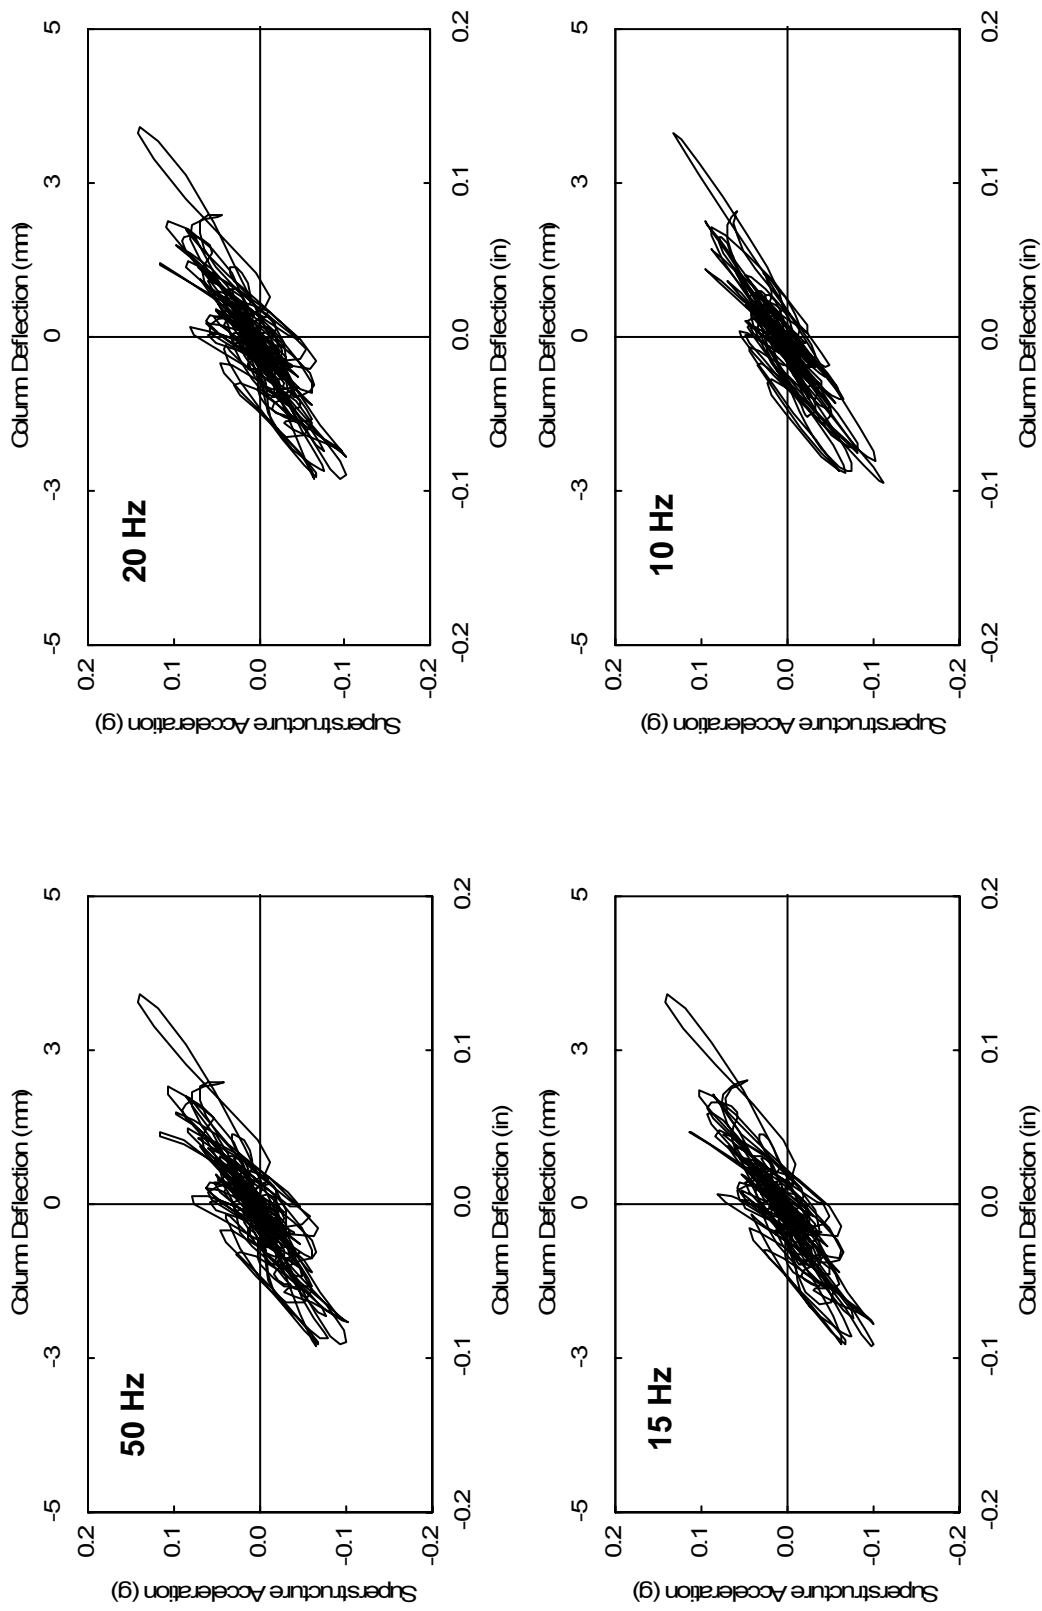 Column Deflection (mm)
-5 -3 0 3 5
50 Hz
Superstructure Acceleration (g)
0.2
0.1
0.0
-0.1
-0.2
-0.2 -0.1 0.0 0.1 0.2
Column Deflection (in)
Column Deflection (mm)
-5 -3 0 3 5
20 Hz
Superstructure Acceleration (g)
0.2
0.1
0.0
-0.1
-0.2
-0.2 -0.1 0.0 0.1 0.2
Column Deflection (in)
Column Deflection (mm)
-5 -3 0 3 5
15 Hz
Superstructure Acceleration (g)
0.2
0.1
0.0
-0.1
-0.2
-0.2 -0.1 0.0 0.1 0.2
Column Deflection (in)
Column Deflection (mm)
-5 -3 0 3 5
10 Hz
Superstructure Acceleration (g)
0.2
0.1
0.0
-0.1
-0.2
-0.2 -0.1 0.0 0.1 0.2
Column Deflection (in)